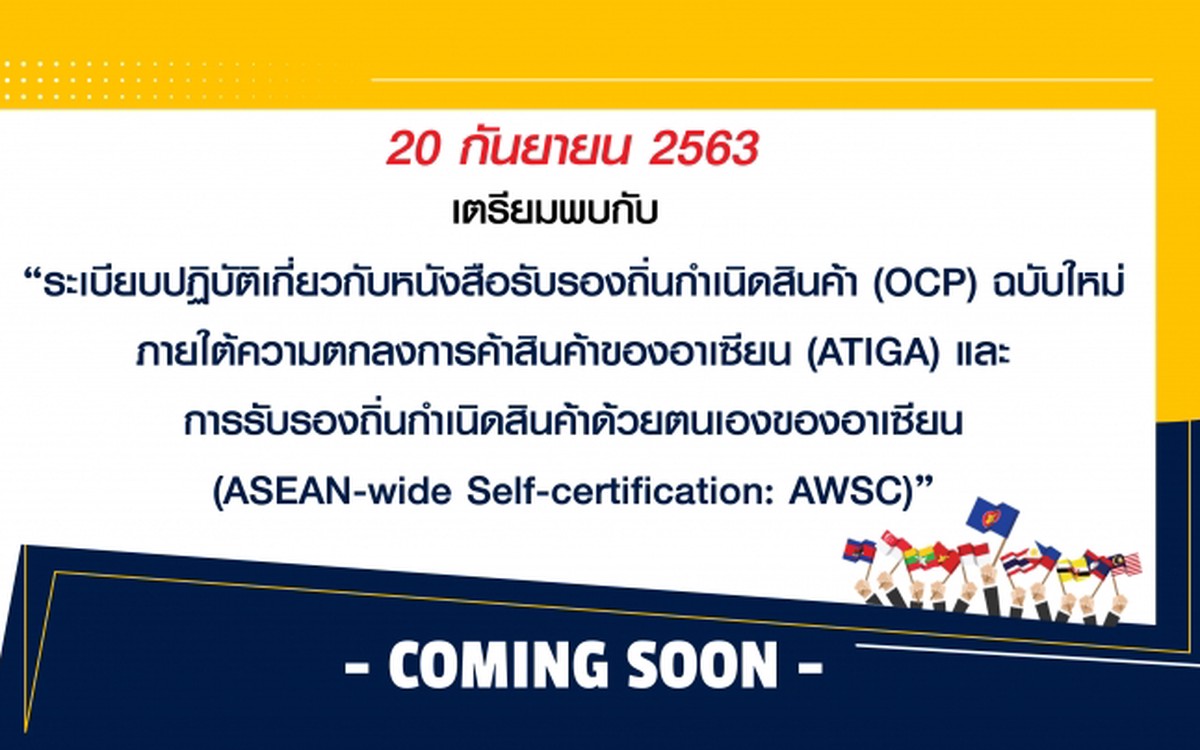 20 กันยายน 2563
เตรียมพบกับ
“ระเบียบปฏิบัติเกี่ยวกับหนังสือรับรองถิ่นกำเนิดสินค้า (OCP) ฉบับใหม่
ภายใต้ความตกลงการค้าสินค้าของอาเซียน (ATIGA) และ
การรับรองถิ่นกำเนิดสินค้าด้วยตนเองของอาเซียน
(ASEAN-wide Self-certification: AWSC)”
- COMING SOON -